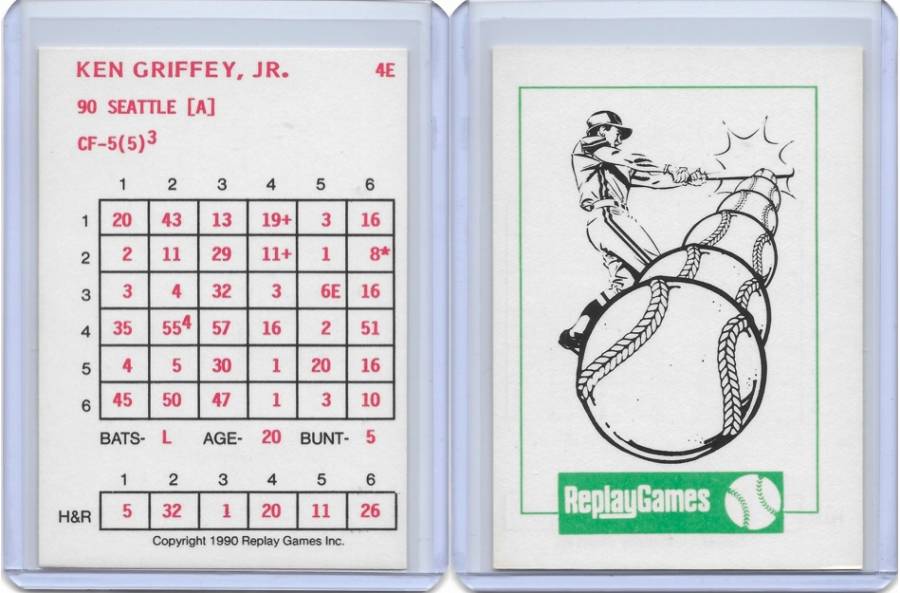 KEN GRIFFEY, JR. 4E
90 SEATTLE [A]
CF-5(5)³
1 2 3 4 5 6
1 20 43 13 19+ 3 16
2 2 11 29 11+ 1 8*
3 3 4 32 3 6E 16
4 35 55⁴ 57 16 2 51
5 4 5 30 1 20 16
6 45 50 47 1 3 10
BATS- L AGE- 20 BUNT- 5
1 2 3 4 5 6
H&R 5 32 1 20 11 26
Copyright 1990 Replay Games Inc.
ReplayGames